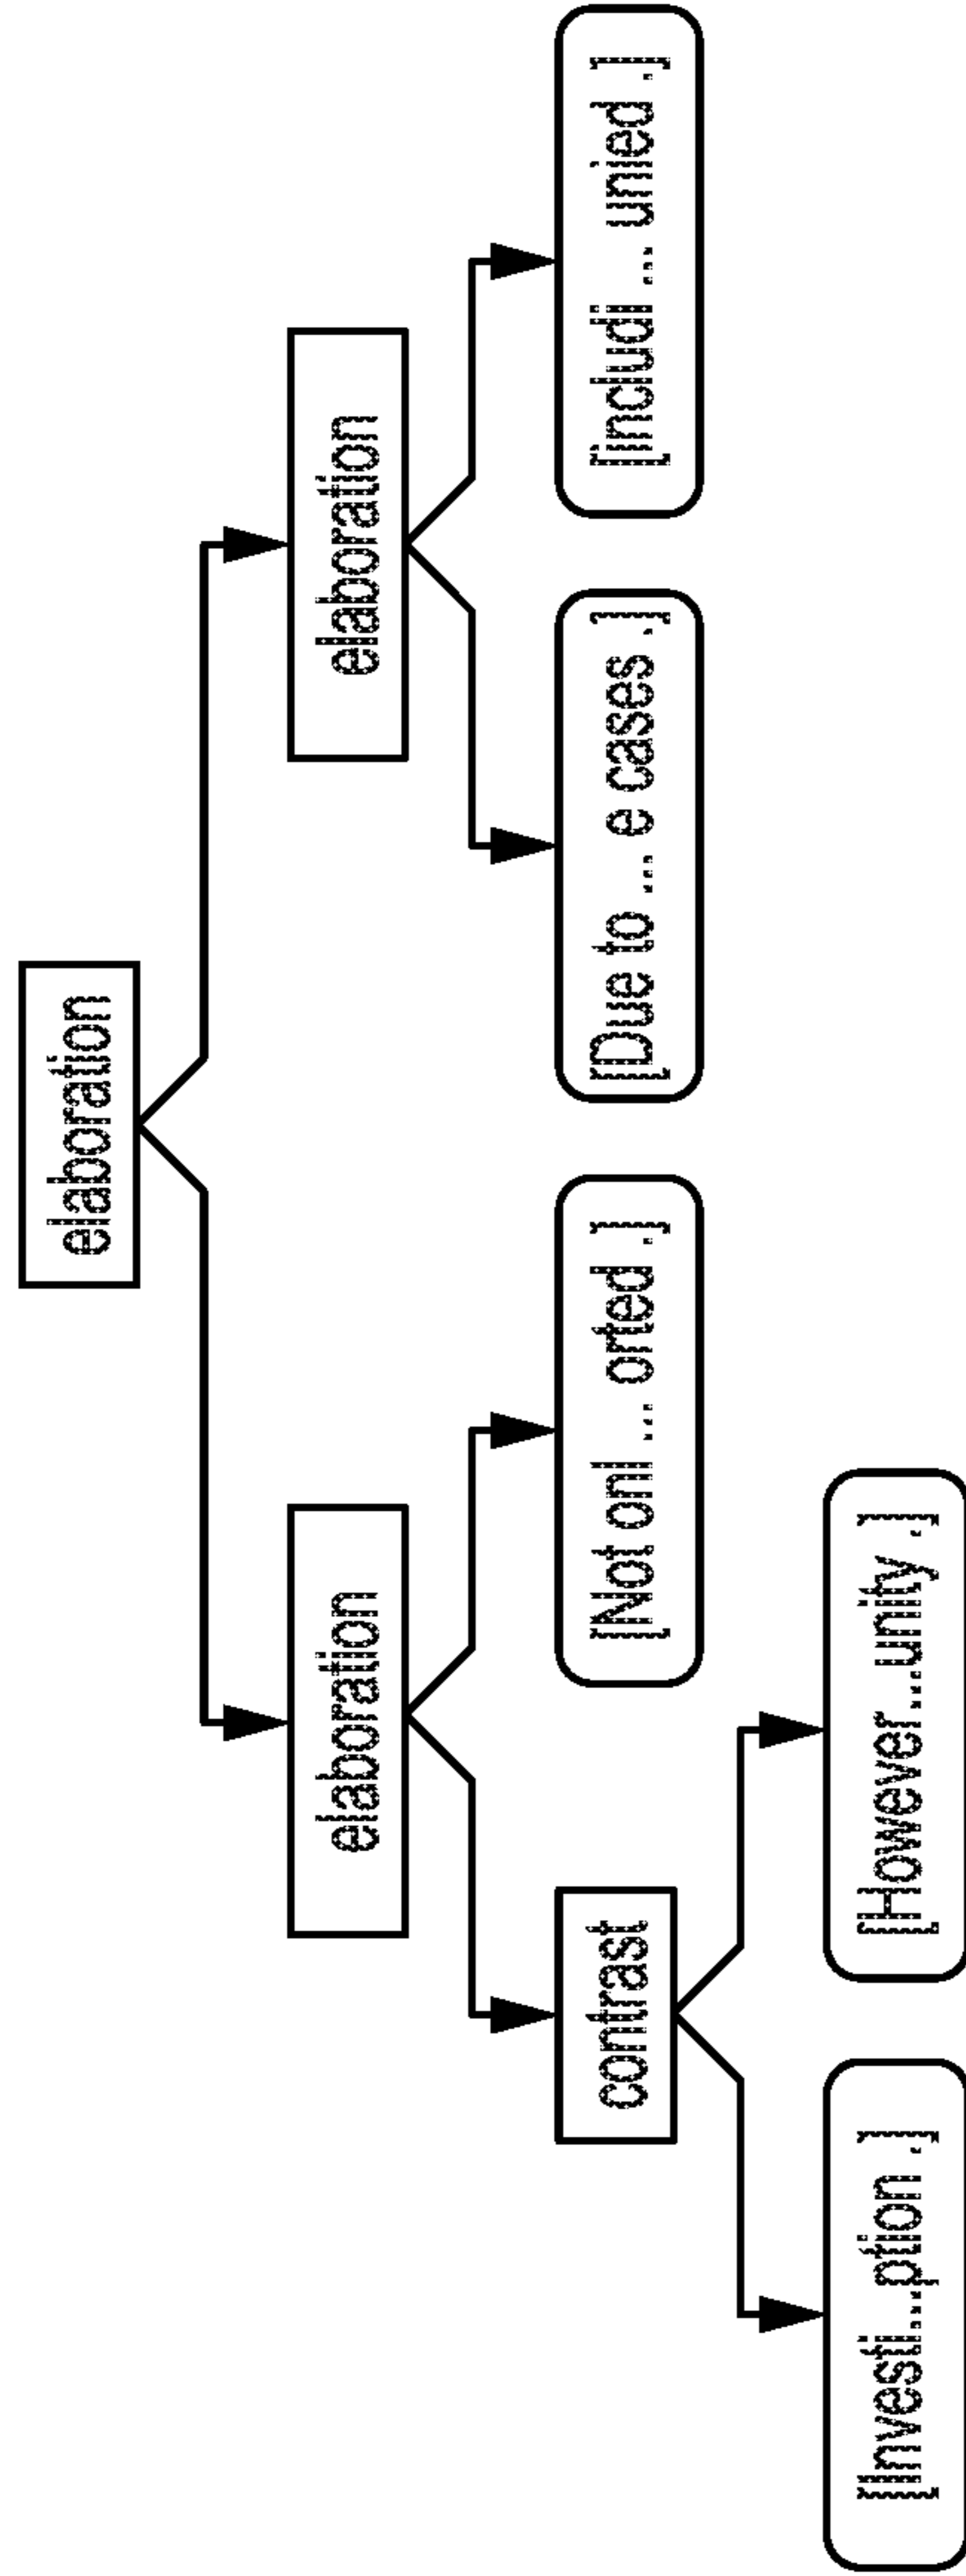 elaboration
elaboration
elaboration
contrast
[Not onl ... orted .]
[Due to ... e cases ,]
[includi ... unied .]
[Investi...ption .]
[However...unity .]